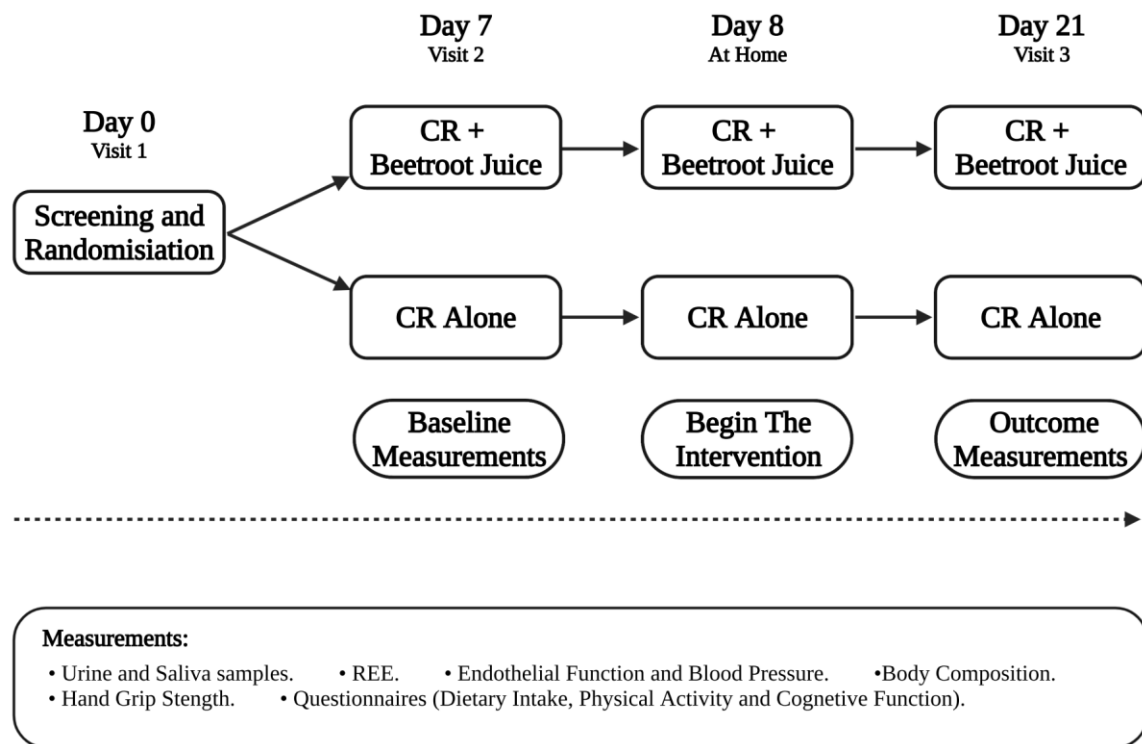 Day 0
Visit 1
Screening and
Randomisiation
Day 7
Visit 2
Day 8
At Home
Day 21
Visit 3
CR +
Beetroot Juice
CR +
Beetroot Juice
CR +
Beetroot Juice
CR Alone
CR Alone
CR Alone
Baseline
Measurements
Begin The
Intervention
Outcome
Measurements
Measurements:
• Urine and Saliva samples. • REE. • Endothelial Function and Blood Pressure. •Body Composition.
• Hand Grip Stength. • Questionnaires (Dietary Intake, Physical Activity and Cognetive Function).